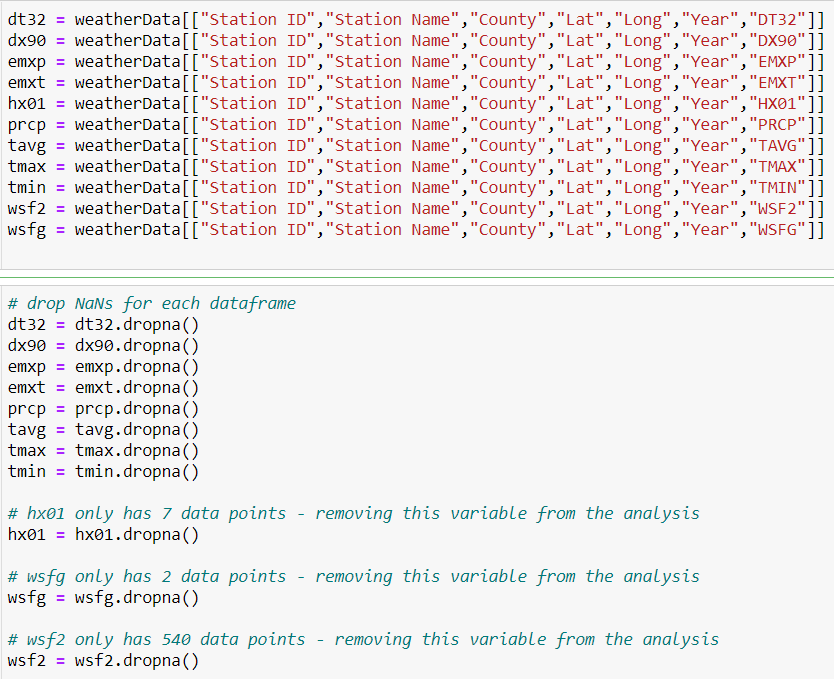 dt32 = weatherData[["Station ID","Station Name","County","Lat","Long","Year","DT32"]]
dx90 = weatherData[["Station ID","Station Name","County","Lat","Long","Year","DX90"]]
emxp = weatherData[["Station ID","Station Name","County","Lat","Long","Year","EMXP"]]
emxt = weatherData[["Station ID","Station Name","County","Lat","Long","Year","EMXT"]]
hx01 = weatherData[["Station ID","Station Name","County","Lat","Long","Year","HX01"]]
prcp = weatherData[["Station ID","Station Name","County","Lat","Long","Year","PRCP"]]
tavg = weatherData[["Station ID","Station Name","County","Lat","Long","Year","TAVG"]]
tmax = weatherData[["Station ID","Station Name","County","Lat","Long","Year","TMAX"]]
tmin = weatherData[["Station ID","Station Name","County","Lat","Long","Year","TMIN"]]
wsf2 = weatherData[["Station ID","Station Name","County","Lat","Long","Year","WSF2"]]
wsfg = weatherData[["Station ID","Station Name","County","Lat","Long","Year","WSFG"]]
# drop NaNs for each dataframe
dt32 = dt32.dropna()
dx90 = dx90.dropna()
emxp = emxp.dropna()
emxt = emxt.dropna()
prcp = prcp.dropna()
tavg = tavg.dropna()
tmax = tmax.dropna()
tmin = tmin.dropna()
# hx01 only has 7 data points - removing this variable from the analysis
hx01 = hx01.dropna()
# wsfg only has 2 data points - removing this variable from the analysis
wsfg = wsfg.dropna()
# wsf2 only has 540 data points - removing this variable from the analysis
wsf2 = wsf2.dropna()